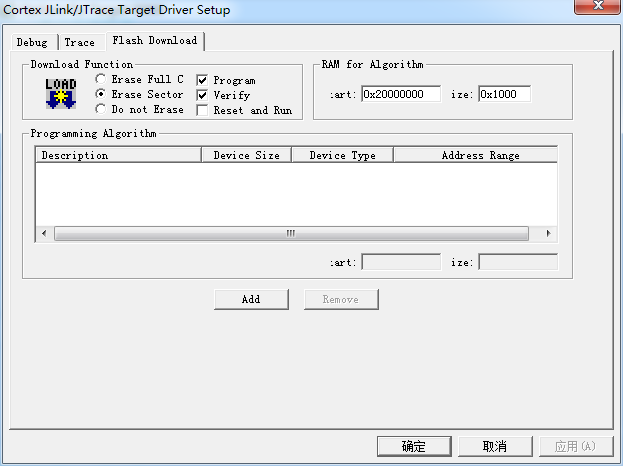 Cortex JLink/JTrace Target Driver Setup
Debug Trace Flash Download
Download Function
LOAD
Erase Full C
Erase Sector
Do not Erase
Program
Verify
Reset and Run
RAM for Algorithm
art: 0x20000000 ize: 0x1000
Programming Algorithm
Description Device Size Device Type Address Range
art: ize:
Add Remove
确定 取消 应用(A)